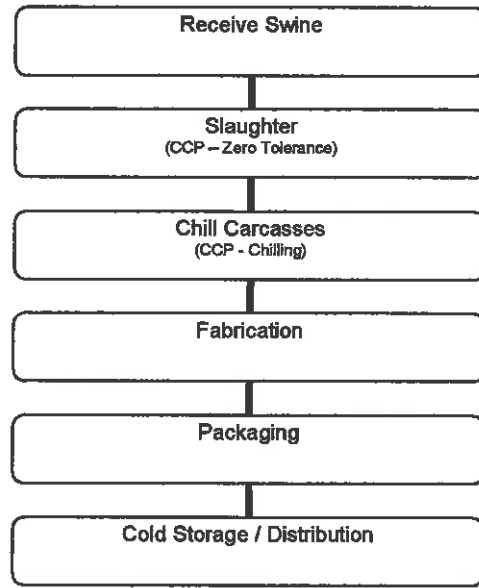 Receive Swine
Slaughter
(CCP – Zero Tolerance)
Chill Carcasses
(CCP - Chilling)
Fabrication
Packaging
Cold Storage / Distribution